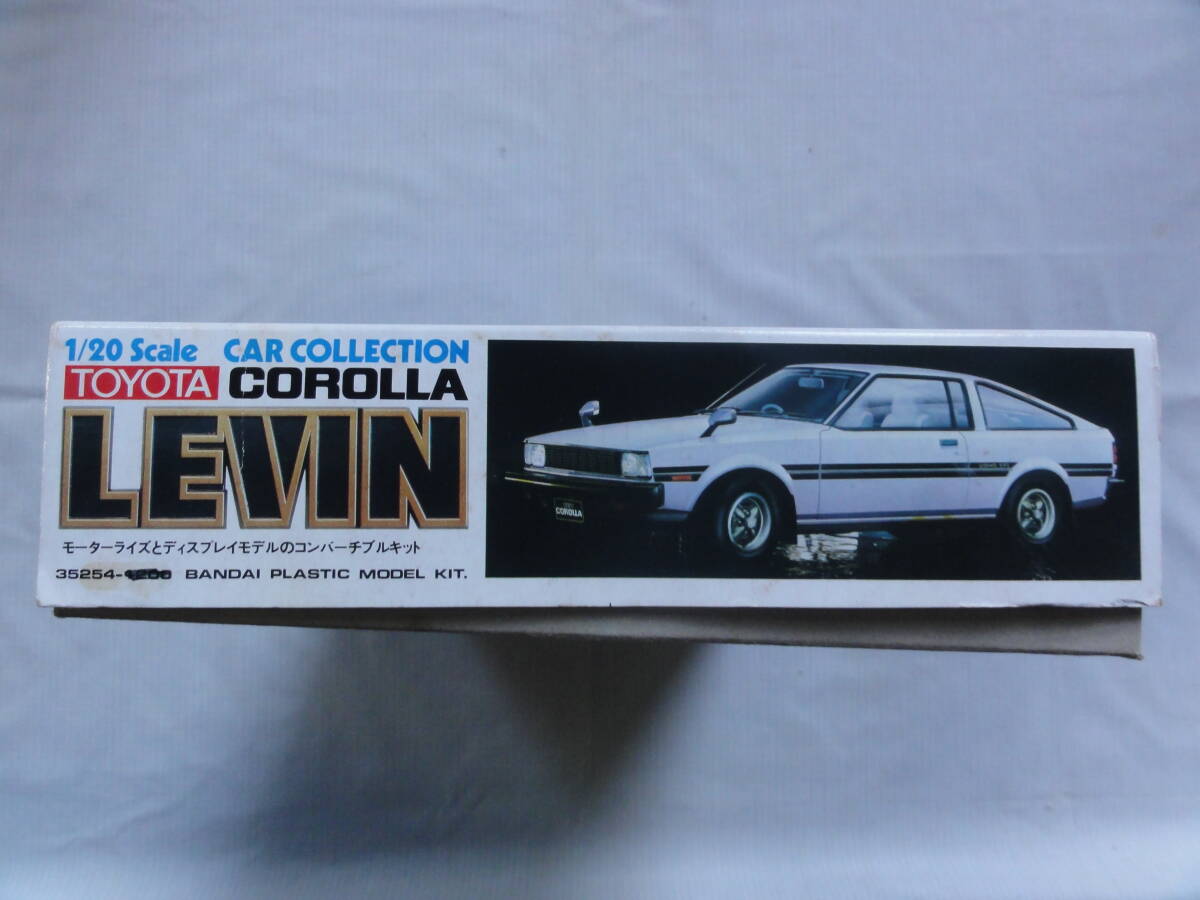 1/20 Scale CAR COLLECTION
TOYOTA COROLLA
LEVIN
モーターライズとディスプレイモデルのコンバーチブルキット
35254- BANDAI PLASTIC MODEL KIT.
COROLLA